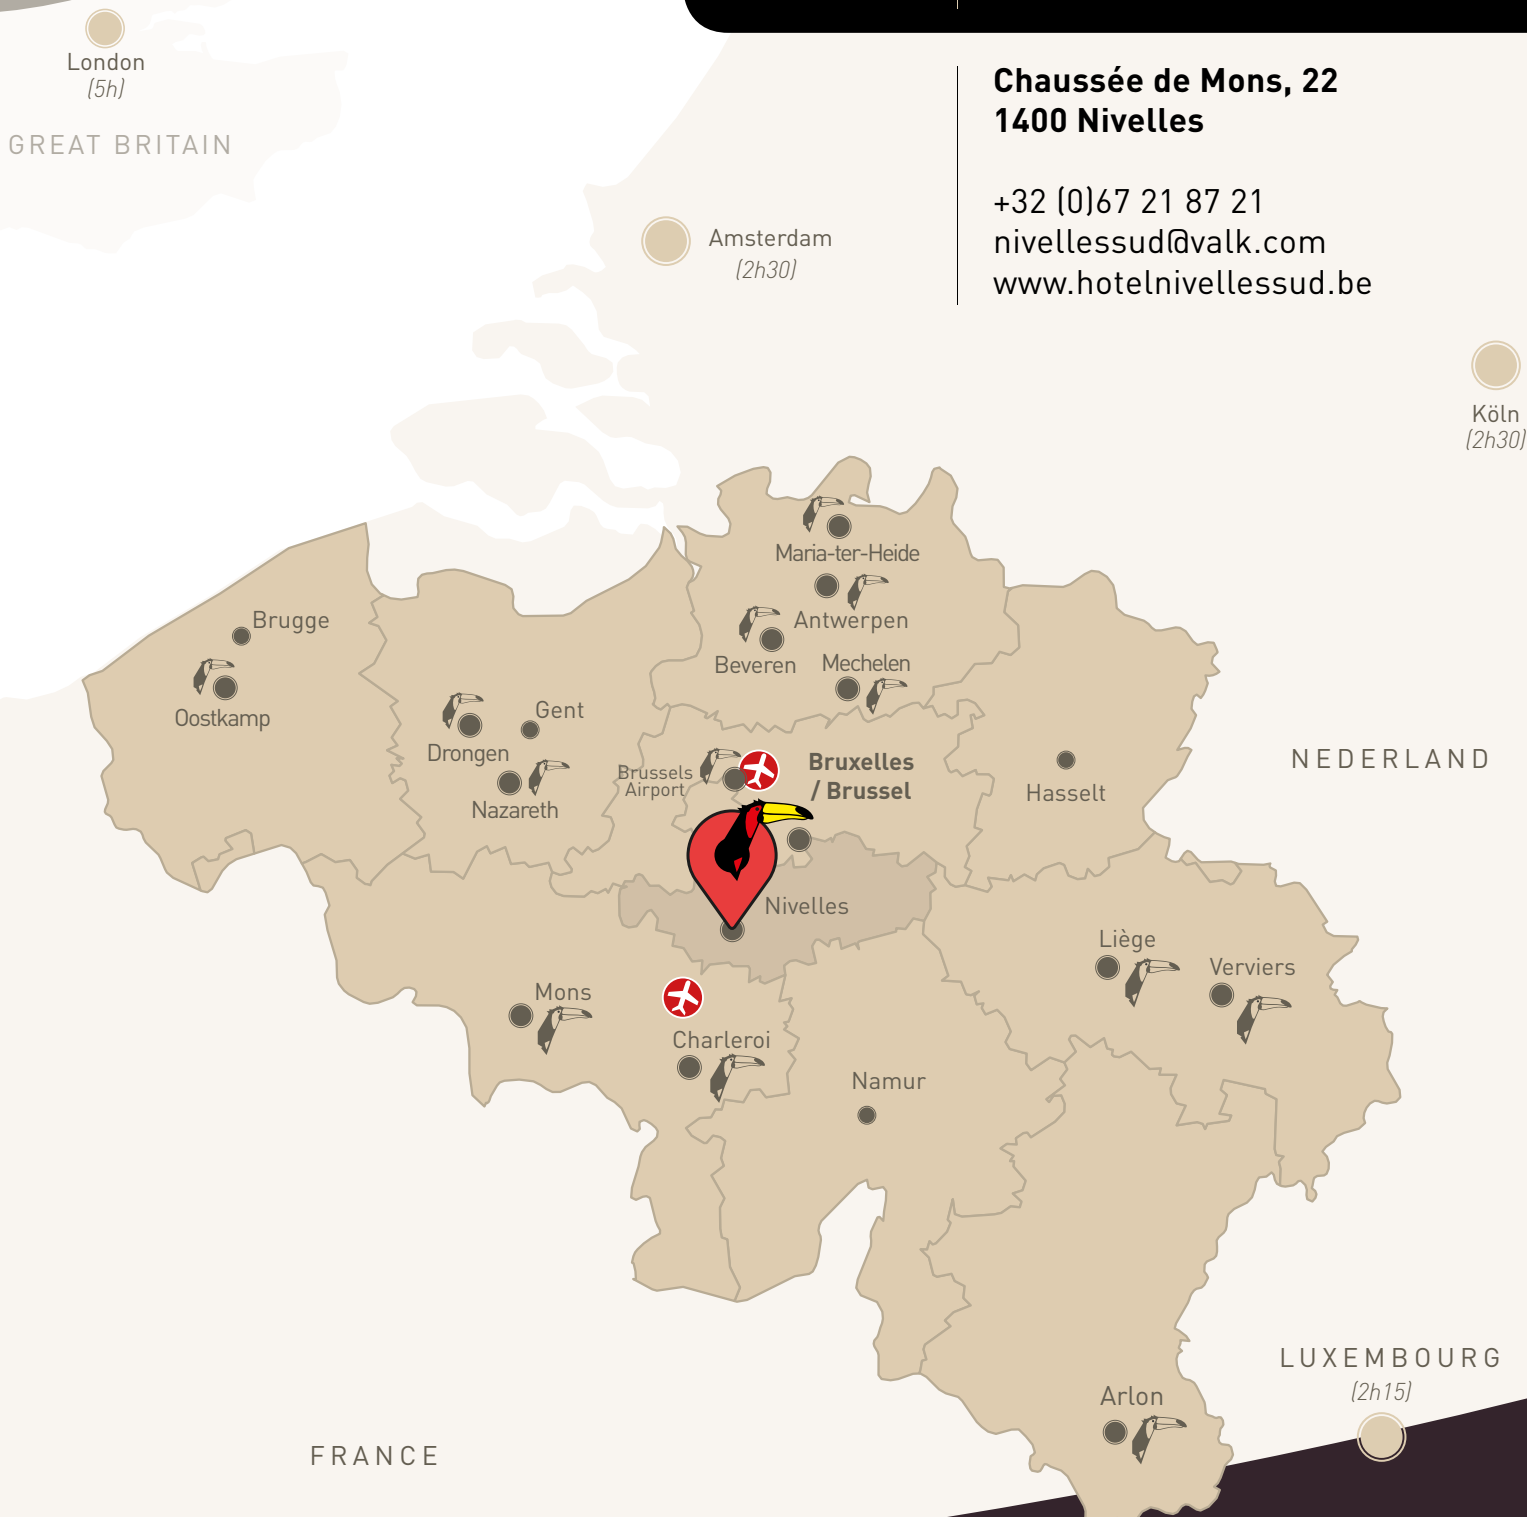 London
(5h)
GREAT BRITAIN
Chaussée de Mons, 22
1400 Nivelles
+32 (0)67 21 87 21
nivellessud@valk.com
www.hotelnivellessud.be
Amsterdam
(2h30)
Köln
(2h30)
Maria-ter-Heide
Antwerpen
Beveren
Mechelen
Brugge
Oostkamp
Gent
Drongen
Nazareth
Brussels
Airport
Bruxelles
/ Brussel
Hasselt
NEDERLAND
Nivelles
Liège
Verviers
Mons
Charleroi
Namur
LUXEMBOURG
(2h15)
Arlon
FRANCE